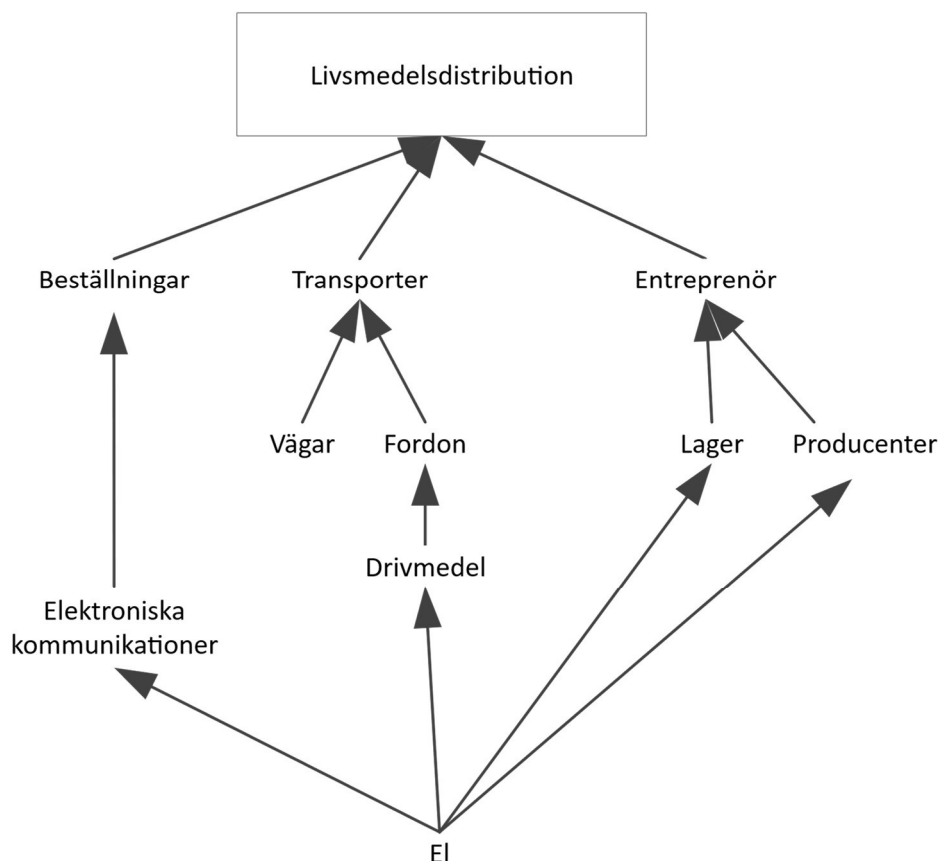 Livsmedelsdistribution
Beställningar
Transporter
Entreprenör
Vägar
Fordon
Lager
Producenter
Drivmedel
Elektroniska
kommunikationer
El